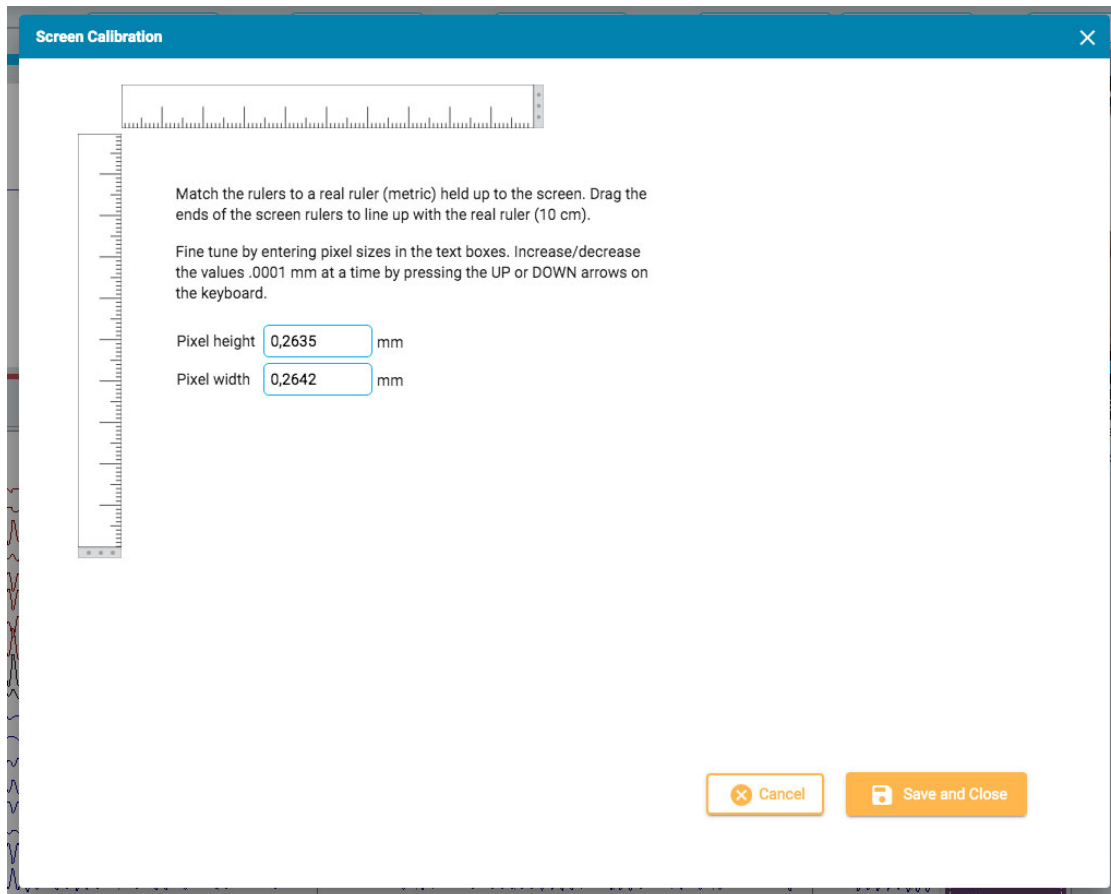 Screen Calibration
Match the rulers to a real ruler (metric) held up to the screen. Drag the
ends of the screen rulers to line up with the real ruler (10 cm).
Fine tune by entering pixel sizes in the text boxes. Increase/decrease
the values .0001 mm at a time by pressing the UP or DOWN arrows on
the keyboard.
Pixel height 0,2635 mm
Pixel width 0,2642 mm
Cancel Save and Close